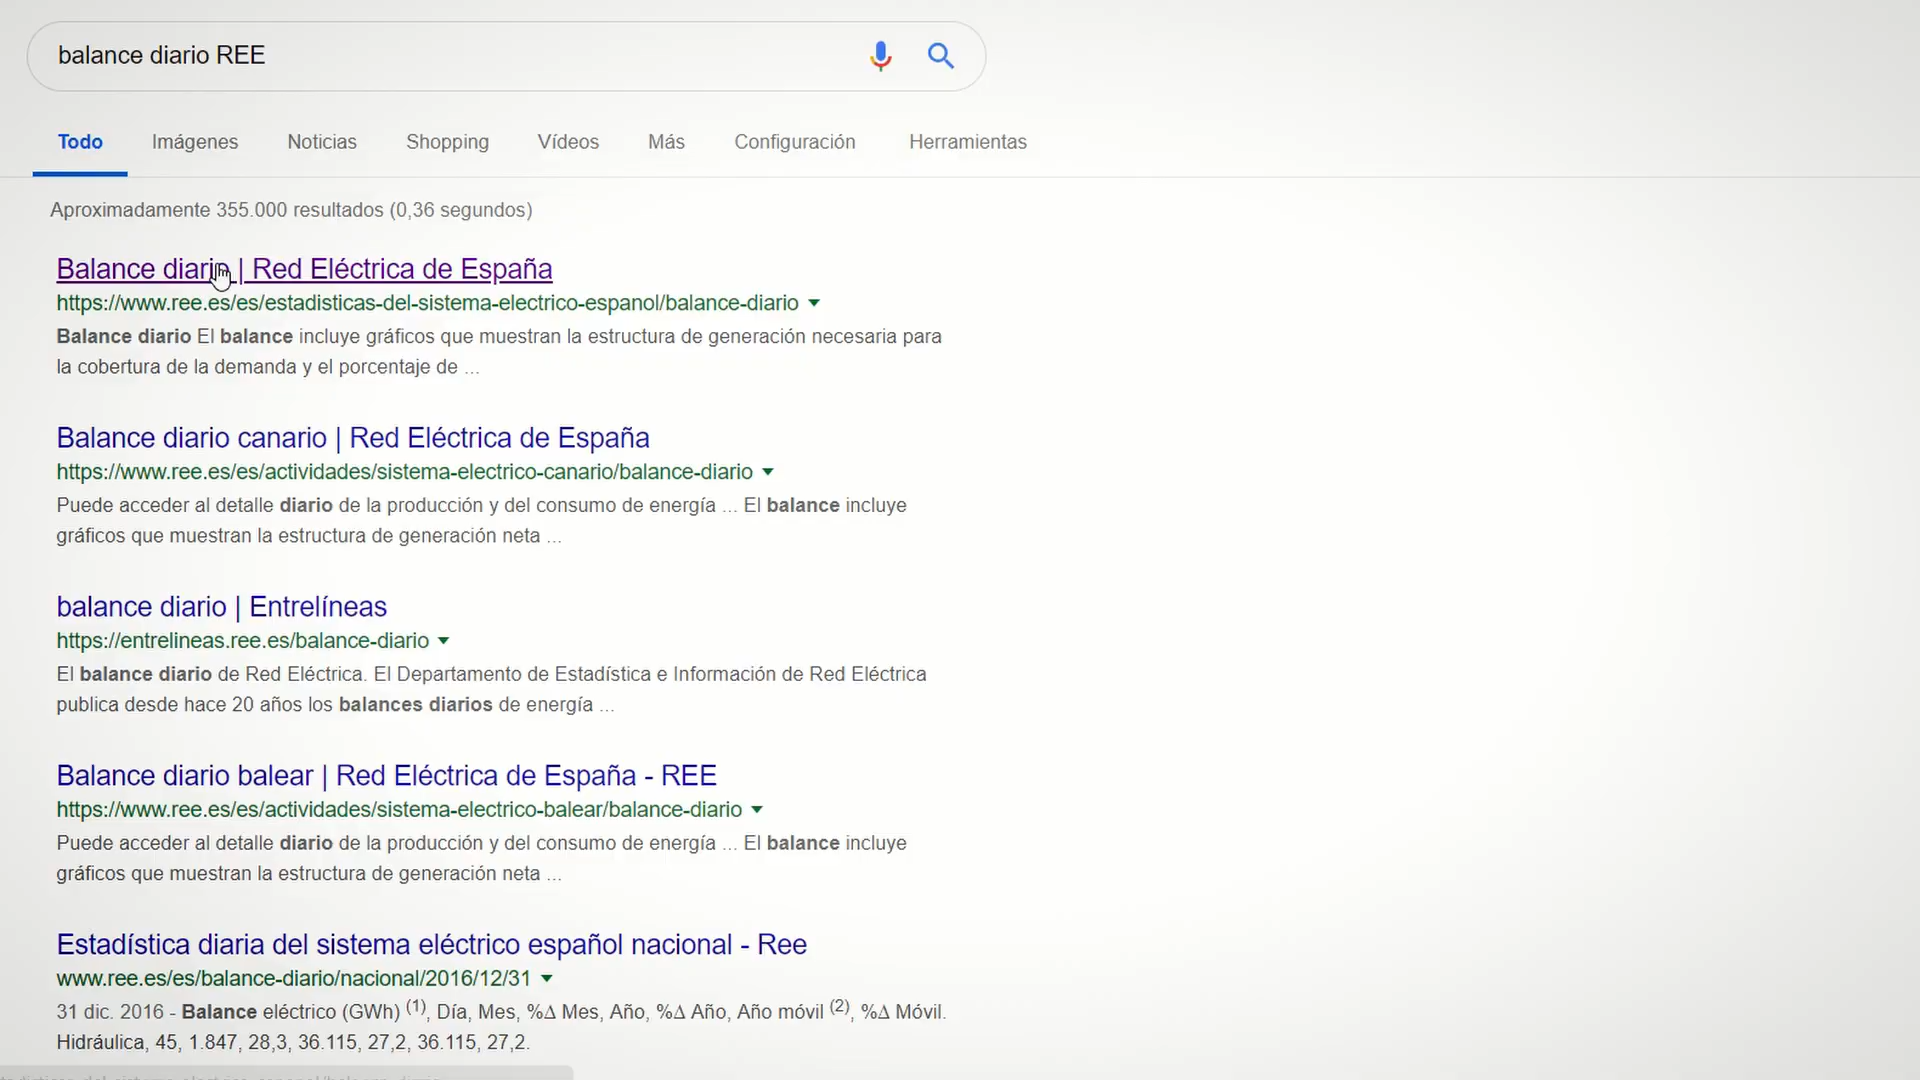 balance diario REE
Todo Imágenes Noticias Shopping Vídeos Más Configuración Herramientas
Aproximadamente 355.000 resultados (0,36 segundos)
Balance diario | Red Eléctrica de España
https://www.ree.es/es/estadisticas-del-sistema-electrico-espanol/balance-diario
Balance diario El balance incluye gráficos que muestran la estructura de generación necesaria para
la cobertura de la demanda y el porcentaje de ...
Balance diario canario | Red Eléctrica de España
https://www.ree.es/es/actividades/sistema-electrico-canario/balance-diario
Puede acceder al detalle diario de la producción y del consumo de energía ... El balance incluye
gráficos que muestran la estructura de generación neta ...
balance diario | Entrelíneas
https://entrelineas.ree.es/balance-diario
El balance diario de Red Eléctrica. El Departamento de Estadística e Información de Red Eléctrica
publica desde hace 20 años los balances diarios de energía ...
Balance diario balear | Red Eléctrica de España - REE
https://www.ree.es/es/actividades/sistema-electrico-balear/balance-diario
Puede acceder al detalle diario de la producción y del consumo de energía ... El balance incluye
gráficos que muestran la estructura de generación neta ...
Estadística diaria del sistema eléctrico español nacional - Ree
www.ree.es/es/balance-diario/nacional/2016/12/31
31 dic. 2016 - Balance eléctrico (GWh) (1), Día, Mes, %Δ Mes, Año, %Δ Año, Año móvil (2), %Δ Móvil.
Hidráulica, 45, 1.847, 28,3, 36.115, 27,2, 36.115, 27,2.